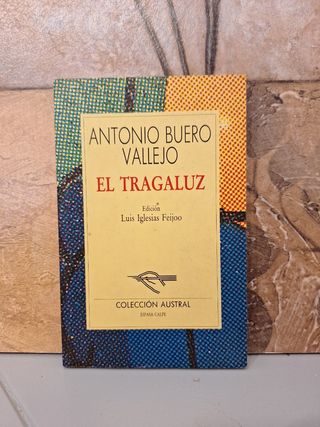 ANTONIO BUERO
VALLEJO
EL TRAGALUZ
Edición
Luis Iglesias Feijoo
COLECCIÓN AUSTRAL
ESPASA CALPE